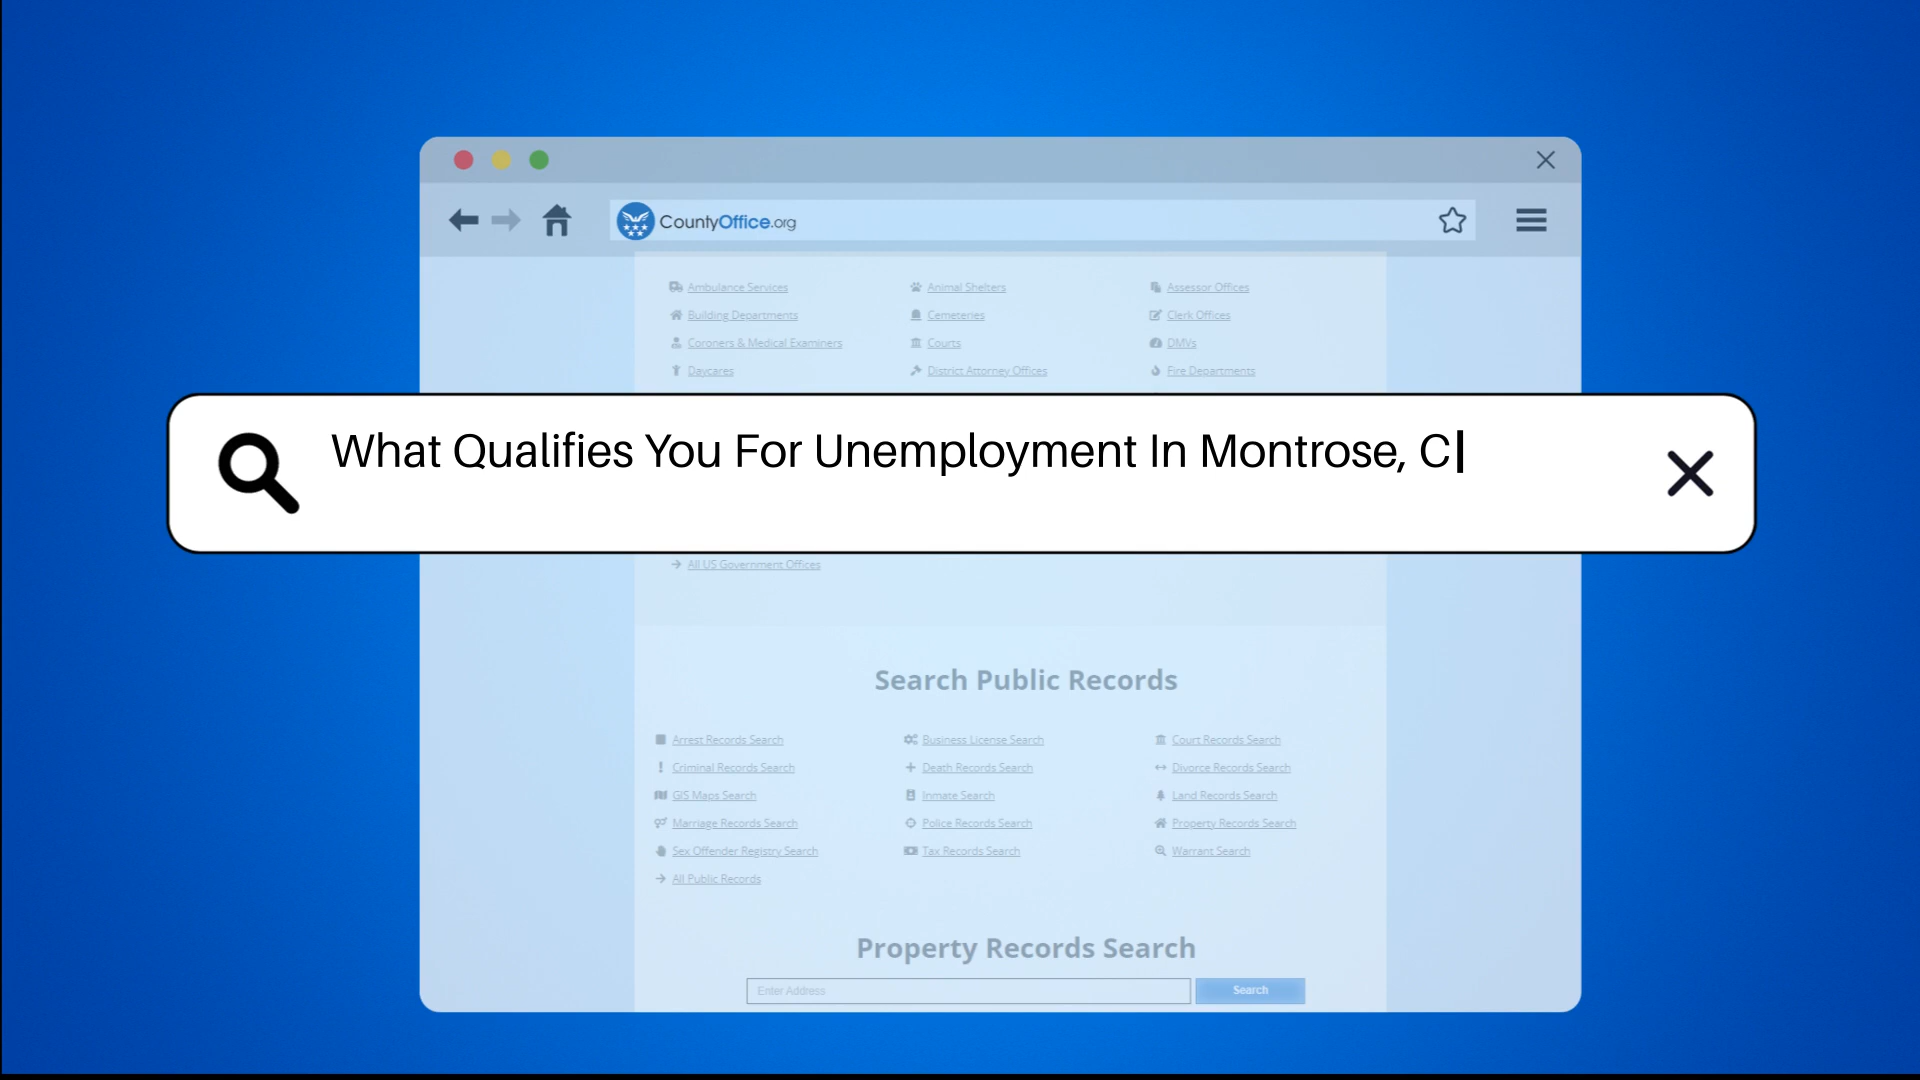 CountyOffice.org
Ambulance Services Animal Shelters Assessor Offices
Building Departments Cemeteries Clerk Offices
Coroners & Medical Examiners Courts DMVs
Daycares District Attorney Offices Fire Departments
What Qualifies You For Unemployment In Montrose, C
All US Government Offices
Search Public Records
Arrest Records Search Business License Search Court Records Search
Criminal Records Search Death Records Search Divorce Records Search
GIS Maps Search Inmate Search Land Records Search
Marriage Records Search Police Records Search Property Records Search
Sex Offender Registry Search Tax Records Search Warrant Search
All Public Records
Property Records Search
Enter Address Search